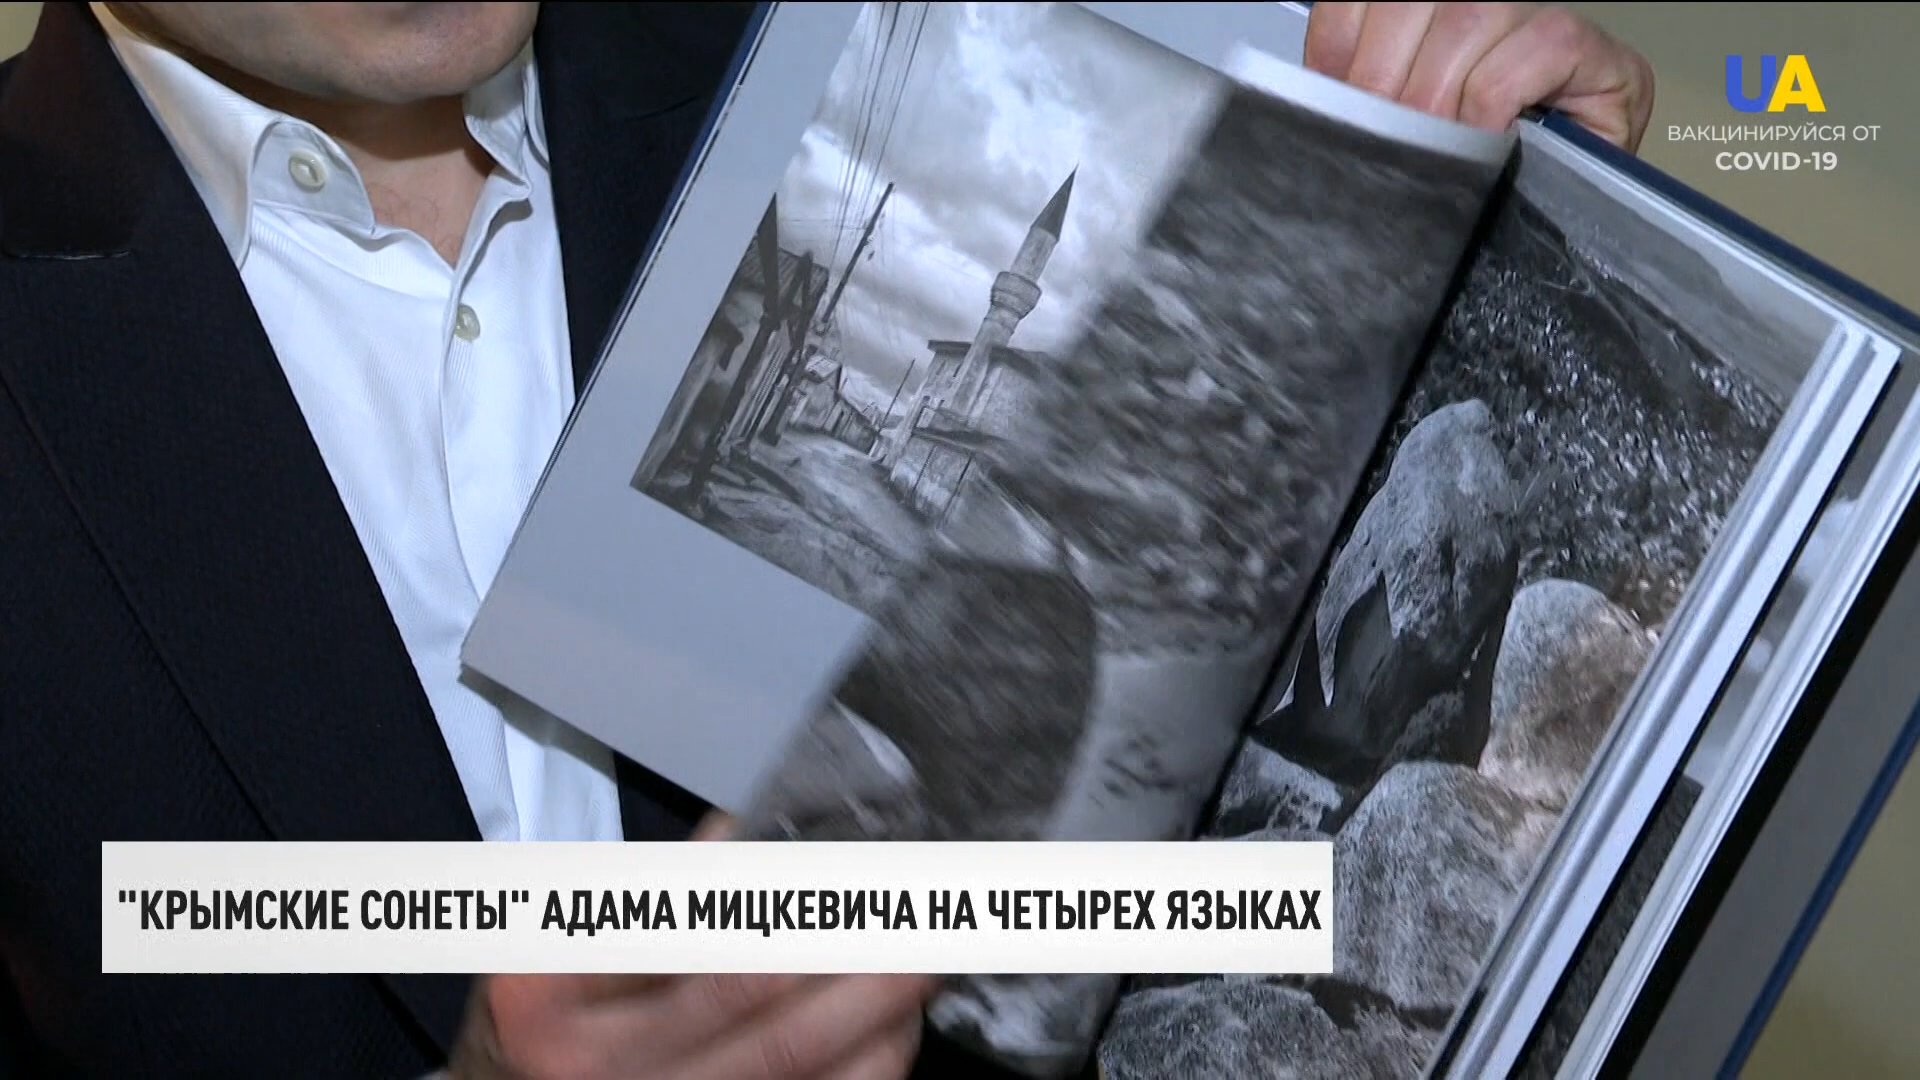 UA
ВАКЦИНИРУЙСЯ ОТ
COVID-19
"КРЫМСКИЕ СОНЕТЫ" АДАМА МИЦКЕВИЧА НА ЧЕТЫРЕХ ЯЗЫКАХ